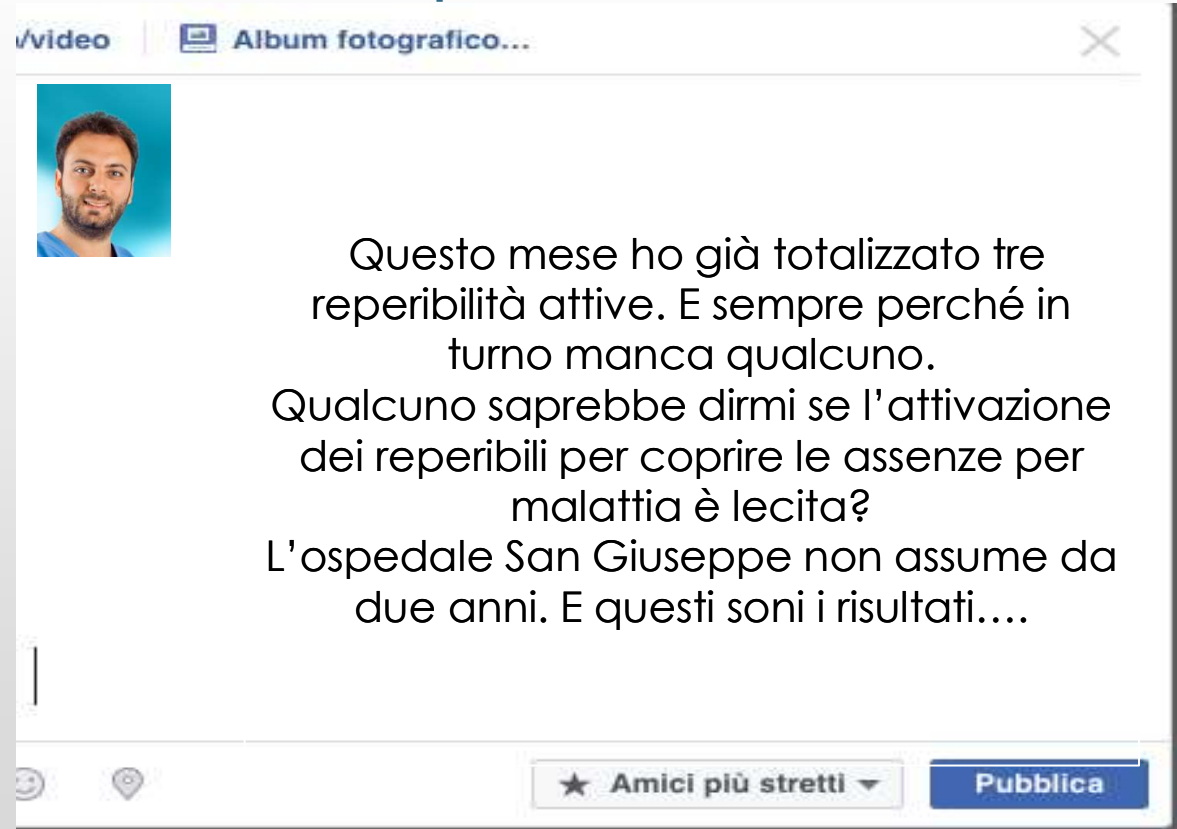 /video
Album fotografico...
Questo mese ho già totalizzato tre
reperibilità attive. E sempre perché in
turno manca qualcuno.
Qualcuno saprebbe dirmi se l’attivazione
dei reperibili per coprire le assenze per
malattia è lecita?
L’ospedale San Giuseppe non assume da
due anni. E questi soni i risultati....
Amici più stretti
Pubblica